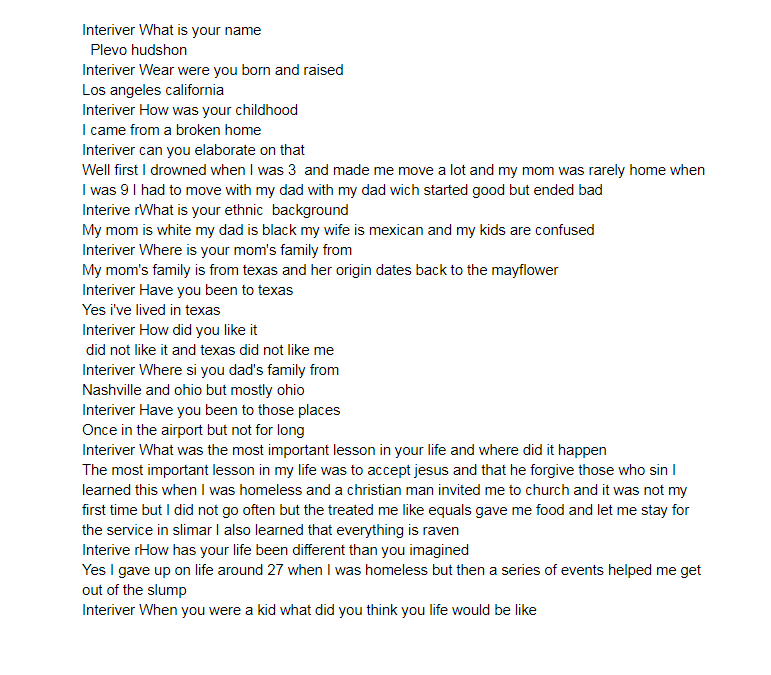 Interiver What is your name
Plevo hudshon
Interiver Wear were you born and raised
Los angeles california
Interiver How was your childhood
I came from a broken home
Interiver can you elaborate on that
Well first I drowned when I was 3  and made me move a lot and my mom was rarely home when
I was 9 I had to move with my dad with my dad wich started good but ended bad
Interive rWhat is your ethnic  background
My mom is white my dad is black my wife is mexican and my kids are confused
Interiver Where is your mom's family from
My mom's family is from texas and her origin dates back to the mayflower
Interiver Have you been to texas
Yes i've lived in texas
Interiver How did you like it
did not like it and texas did not like me
Interiver Where si you dad's family from
Nashville and ohio but mostly ohio
Interiver Have you been to those places
Once in the airport but not for long
Interiver What was the most important lesson in your life and where did it happen
The most important lesson in my life was to accept jesus and that he forgive those who sin I
learned this when I was homeless and a christian man invited me to church and it was not my
first time but I did not go often but the treated me like equals gave me food and let me stay for
the service in slimar I also learned that everything is raven
Interive rHow has your life been different than you imagined
Yes I gave up on life around 27 when I was homeless but then a series of events helped me get
out of the slump
Interiver When you were a kid what did you think you life would be like